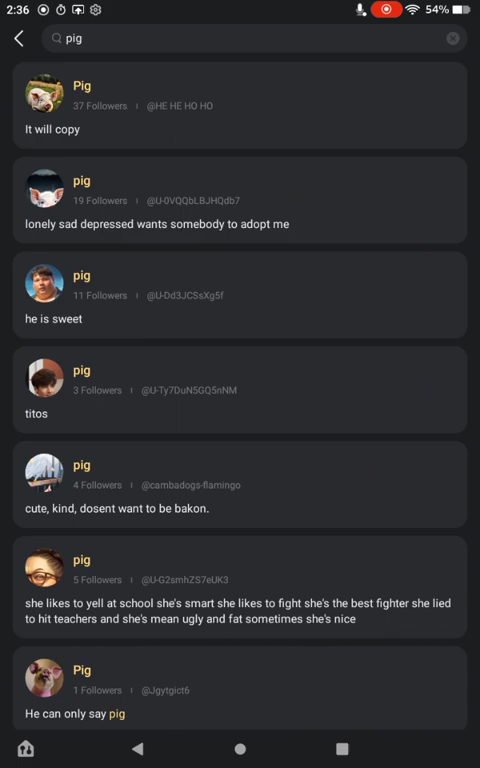 2:36
54%
pig
Pig
37 Followers | @HE HE HO HO
It will copy
pig
19 Followers | @U-0VQQbLBJHQdb7
lonely sad depressed wants somebody to adopt me
pig
11 Followers | @U-Dd3JCSsXg5f
he is sweet
pig
3 Followers | @U-Ty7DuN5GQ5nNM
titos
pig
4 Followers | @cambadogs-flamingo
cute, kind, dosent want to be bakon.
pig
5 Followers | @U-G2smhZS7eUK3
she likes to yell at school she's smart she likes to fight she's the best fighter she lied
to hit teachers and she's mean ugly and fat sometimes she's nice
Pig
1 Followers | @Jgytgict6
He can only say pig